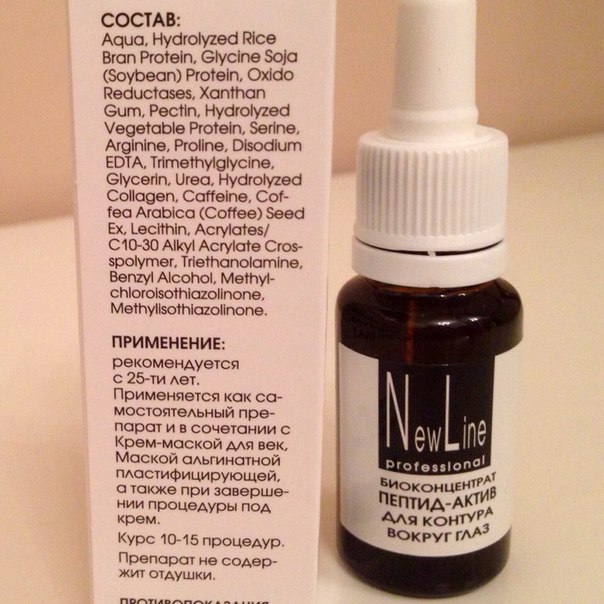 СОСТАВ:
Aqua, Hydrolyzed Rice
Bran Protein, Glycine Soja
(Soybean) Protein, Oxido
Reductases, Xanthan
Gum, Pectin, Hydrolyzed
Vegetable Protein, Serine,
Arginine, Proline, Disodium
EDTA, Trimethylglycine,
Glycerin, Urea, Hydrolyzed
Collagen, Caffeine, Cof-
fea Arabica (Coffee) Seed
Ex, Lecithin, Acrylates/
C10-30 Alkyl Acrylate Cros-
spolymer, Triethanolamine,
Benzyl Alcohol, Methyl-
chloroisothiazolinone,
Methylisothiazolinone.
ПРИМЕНЕНИЕ:
рекомендуется
с 25-ти лет.
Применяется как са-
мостоятельный пре-
парат и в сочетании с
Крем-маской для век,
Маской альгинатной
пластифицирующей,
а также при заверше-
нии процедуры под
крем.
Курс 10-15 процедур.
Препарат не содер-
жит отдушки.
ПРОТИВОПОКАЗАНИЯ
NewLine
professional
БИОКОНЦЕНТРАТ
ПЕПТИД-АКТИВ
ДЛЯ КОНТУРА
ВОКРУГ ГЛАЗ